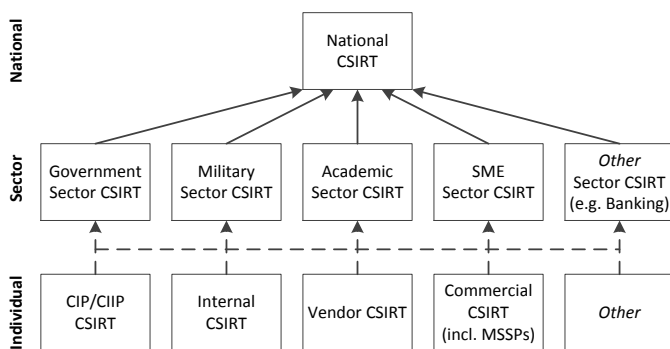 National
National
CSIRT
Sector
Government
Sector CSIRT
Military
Sector CSIRT
Academic
Sector CSIRT
SME
Sector CSIRT
Other
Sector CSIRT
(e.g. Banking)
Individual
CIP/CIIP
CSIRT
Internal
CSIRT
Vendor CSIRT
Commercial
CSIRT
(incl. MSSPs)
Other